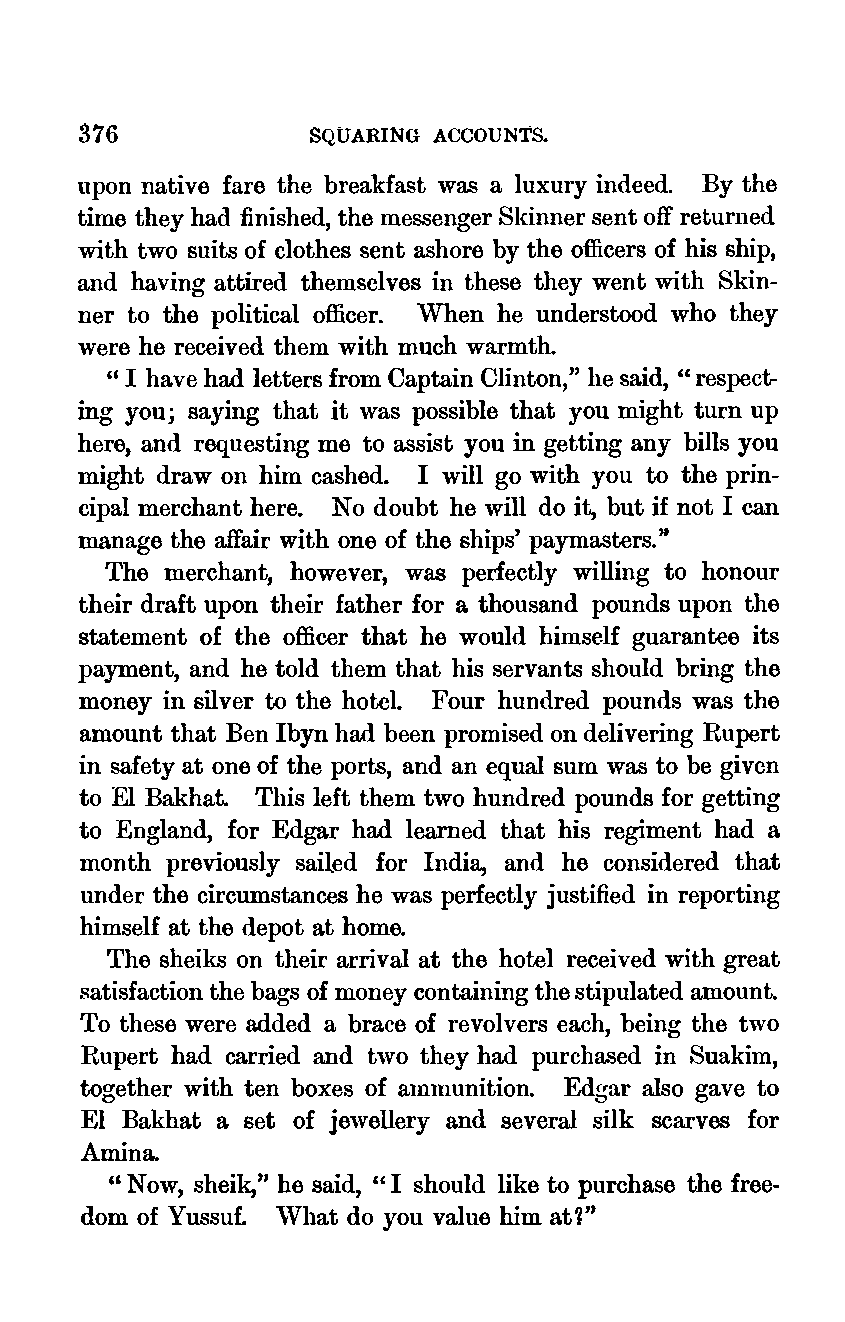 376 SQUARING ACCOUNTS.
upon native fare the breakfast was a luxury indeed. By the
time they had finished, the messenger Skinner sent off returned
with two suits of clothes sent ashore by the officers of his ship,
and having attired themselves in these they went with Skin-
ner to the political officer. When he understood who they
were he received them with much warmth.
“I have had letters from Captain Clinton,” he said, “respect-
ing you; saying that it was possible that you might turn up
here, and requesting me to assist you in getting any bills you
might draw on him cashed. I will go with you to the prin-
cipal merchant here. No doubt he will do it, but if not I can
manage the affair with one of the ships’ paymasters.”
The merchant, however, was perfectly willing to honour
their draft upon their father for a thousand pounds upon the
statement of the officer that he would himself guarantee its
payment, and he told them that his servants should bring the
money in silver to the hotel. Four hundred pounds was the
amount that Ben Ibyn had been promised on delivering Rupert
in safety at one of the ports, and an equal sum was to be given
to El Bakhat. This left them two hundred pounds for getting
to England, for Edgar had learned that his regiment had a
month previously sailed for India, and he considered that
under the circumstances he was perfectly justified in reporting
himself at the depot at home.
The sheiks on their arrival at the hotel received with great
satisfaction the bags of money containing the stipulated amount.
To these were added a brace of revolvers each, being the two
Rupert had carried and two they had purchased in Suakim,
together with ten boxes of ammunition. Edgar also gave to
El Bakhat a set of jewellery and several silk scarves for
Amina.
“Now, sheik,” he said, “I should like to purchase the free-
dom of Yussuf. What do you value him at?”